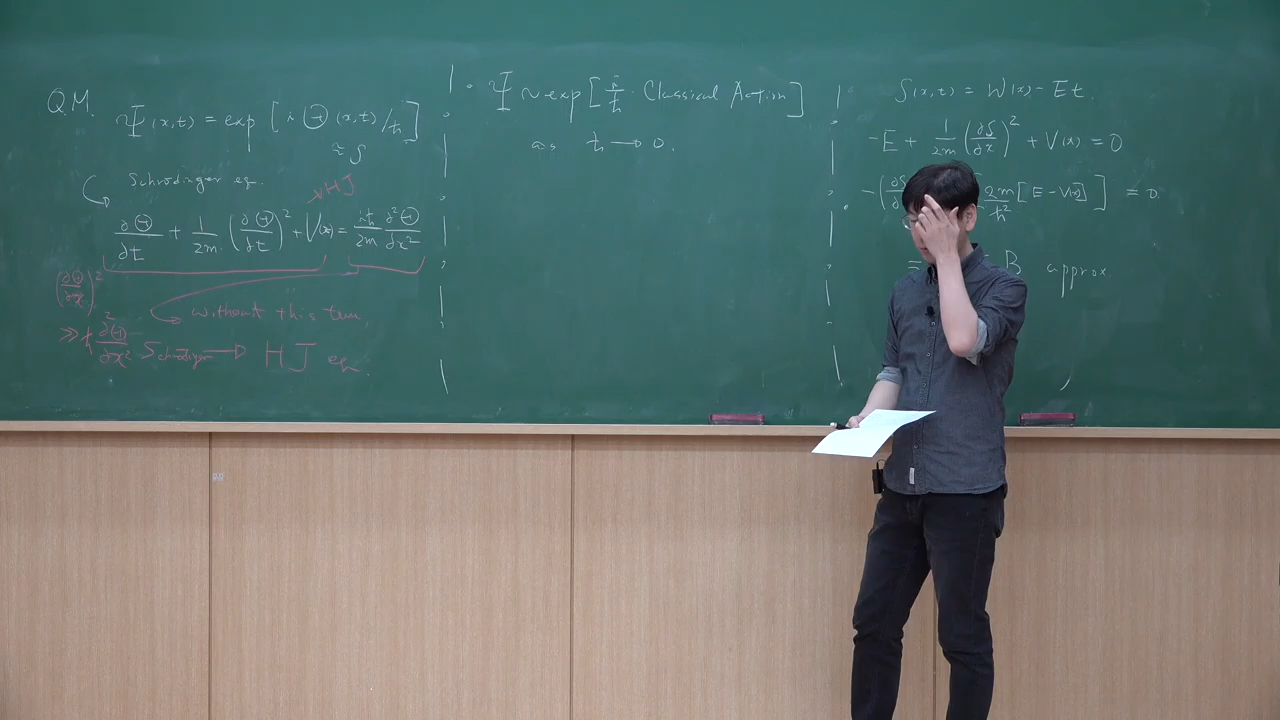 Q.M.
Ψ(x,t) = exp [ i Θ(x,t)/ħ ]
≈ S
Schrödinger eq.
→ HJ
∂Θ/∂t + 1/2m (∂Θ/∂t)² + V(x) = iħ/2m ∂²Θ/∂x²
(∂Θ/∂x)²
≫ ħ ∂²Θ/∂x²
without this term,
Schrödinger → HJ eq.
Ψ ~ exp [ i/ħ · Classical Action ]
as ħ → 0.
S(x,t) = W(x) - Et.
-E + 1/2m (∂S/∂x)² + V(x) = 0
-(∂S 2m/ħ² [E - V(x)] ] = 0.
= B approx